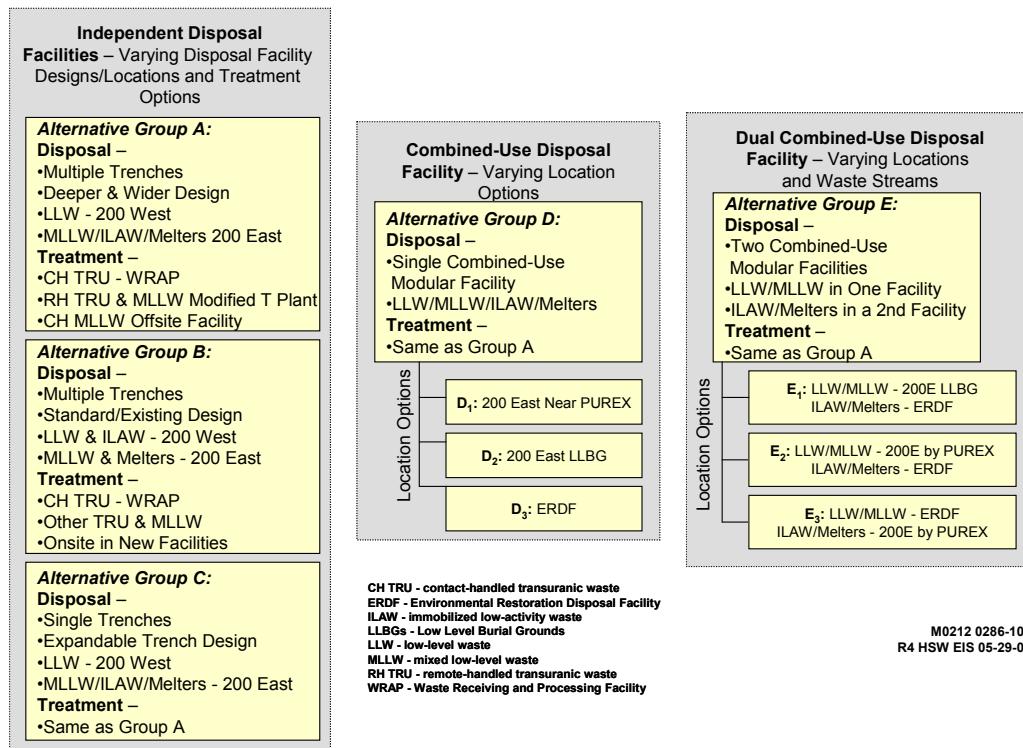 Independent Disposal
Facilities – Varying Disposal Facility
Designs/Locations and Treatment
Options
Alternative Group A:
Disposal –
•Multiple Trenches
•Deeper & Wider Design
•LLW - 200 West
•MLLW/ILAW/Melters 200 East
Treatment –
•CH TRU - WRAP
•RH TRU & MLLW Modified T Plant
•CH MLLW Offsite Facility
Alternative Group B:
Disposal –
•Multiple Trenches
•Standard/Existing Design
•LLW & ILAW - 200 West
•MLLW & Melters - 200 East
Treatment –
•CH TRU - WRAP
•Other TRU & MLLW
•Onsite in New Facilities
Alternative Group C:
Disposal –
•Single Trenches
•Expandable Trench Design
•LLW - 200 West
•MLLW/ILAW/Melters - 200 East
Treatment –
•Same as Group A
Combined-Use Disposal
Facility – Varying Location
Options
Alternative Group D:
Disposal –
•Single Combined-Use
Modular Facility
•LLW/MLLW/ILAW/Melters
Treatment –
•Same as Group A
Location Options
D1: 200 East Near PUREX
D2: 200 East LLBG
D3: ERDF
CH TRU - contact-handled transuranic waste
ERDF - Environmental Restoration Disposal Facility
ILAW - immobilized low-activity waste
LLBGs - Low Level Burial Grounds
LLW - low-level waste
MLLW - mixed low-level waste
RH TRU - remote-handled transuranic waste
WRAP - Waste Receiving and Processing Facility
Dual Combined-Use Disposal
Facility – Varying Locations
and Waste Streams
Alternative Group E:
Disposal –
•Two Combined-Use
Modular Facilities
•LLW/MLLW in One Facility
•ILAW/Melters in a 2nd Facility
Treatment –
•Same as Group A
Location Options
E1: LLW/MLLW - 200E LLBG
ILAW/Melters - ERDF
E2: LLW/MLLW - 200E by PUREX
ILAW/Melters - ERDF
E3: LLW/MLLW - ERDF
ILAW/Melters - 200E by PUREX
M0212 0286-10
R4 HSW EIS 05-29-0